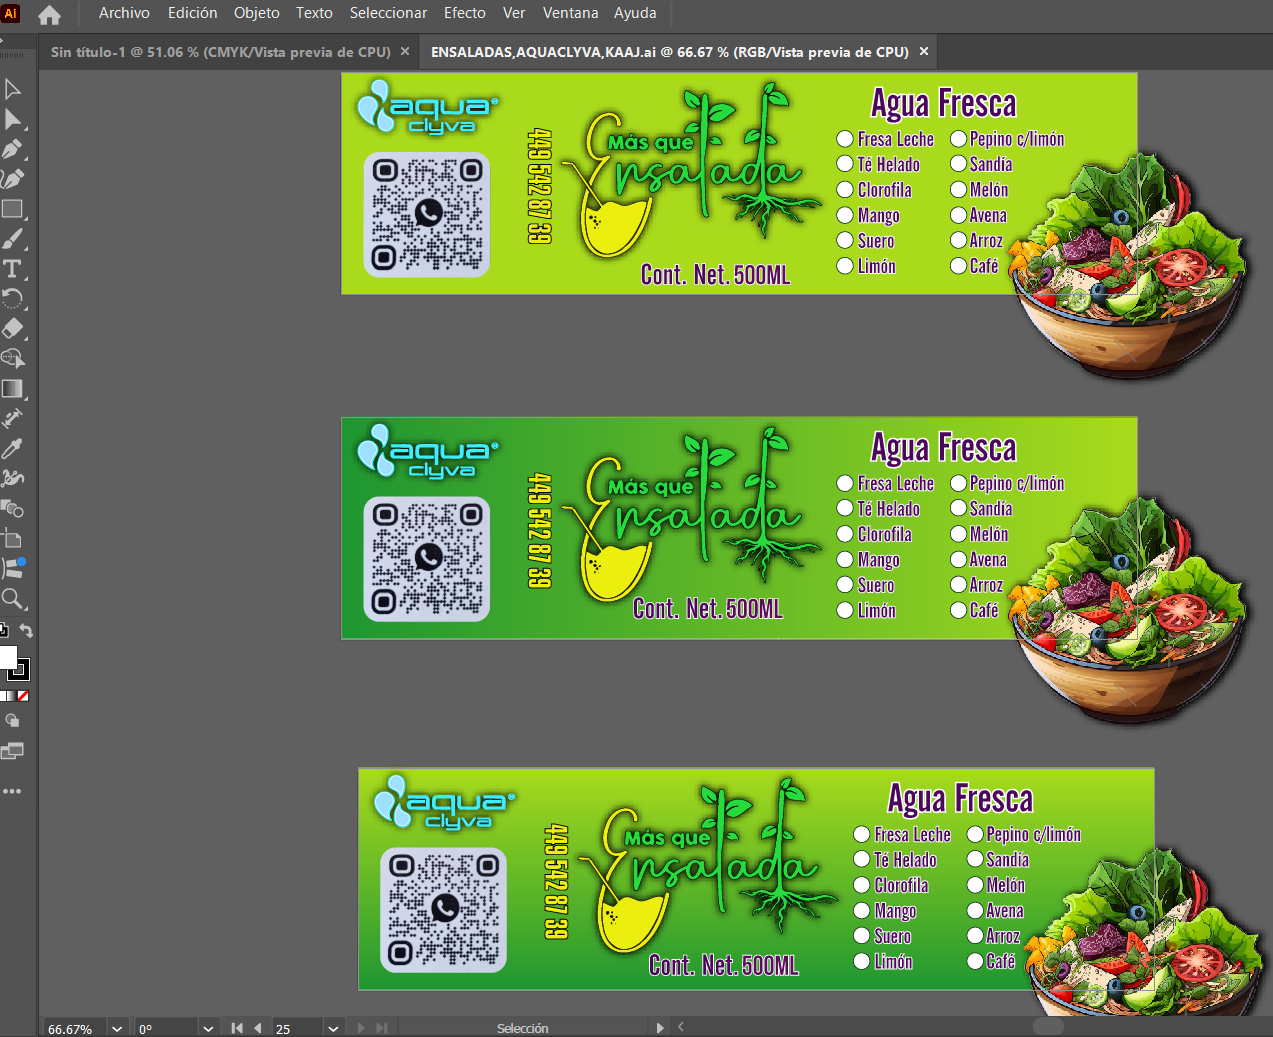 Ai
Archivo Edición Objeto Texto Seleccionar Efecto Ver Ventana Ayuda
Sin título-1 @ 51.06 % (CMYK/Vista previa de CPU) ×
ENSALADAS,AQUACLYVA,KAAJ.ai @ 66.67 % (RGB/Vista previa de CPU) ×
aqua®
clyva
449 542 87 39
Más que
Ensalada
Cont. Net. 500ML
Agua Fresca
Fresa Leche Pepino c/limón
Té Helado Sandía
Clorofila Melón
Mango Avena
Suero Arroz
Limón Café
aqua®
clyva
449 542 87 39
Más que
Ensalada
Cont. Net. 500ML
Agua Fresca
Fresa Leche Pepino c/limón
Té Helado Sandía
Clorofila Melón
Mango Avena
Suero Arroz
Limón Café
aqua®
clyva
449 542 87 39
Más que
Ensalada
Cont. Net. 500ML
Agua Fresca
Fresa Leche Pepino c/limón
Té Helado Sandía
Clorofila Melón
Mango Avena
Suero Arroz
Limón Café
66.67% 0° 25 Selección